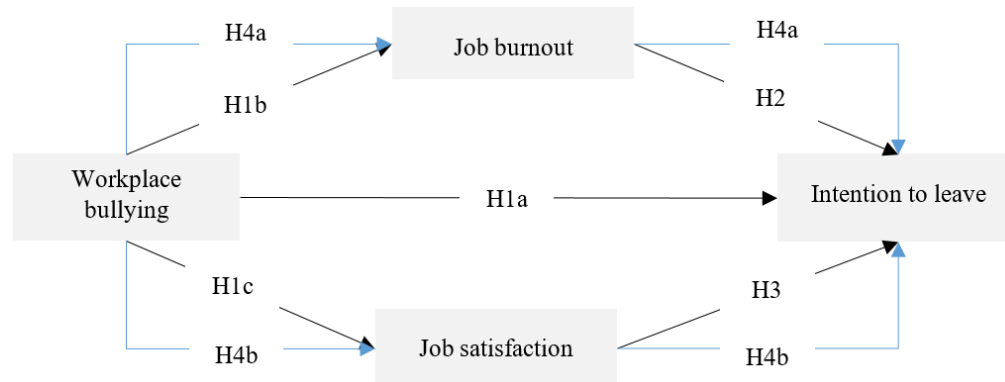 H4a
Job burnout
H4a
H1b
H2
Workplace
bullying
H1a
Intention to leave
H1c
H3
Job satisfaction
H4b
H4b